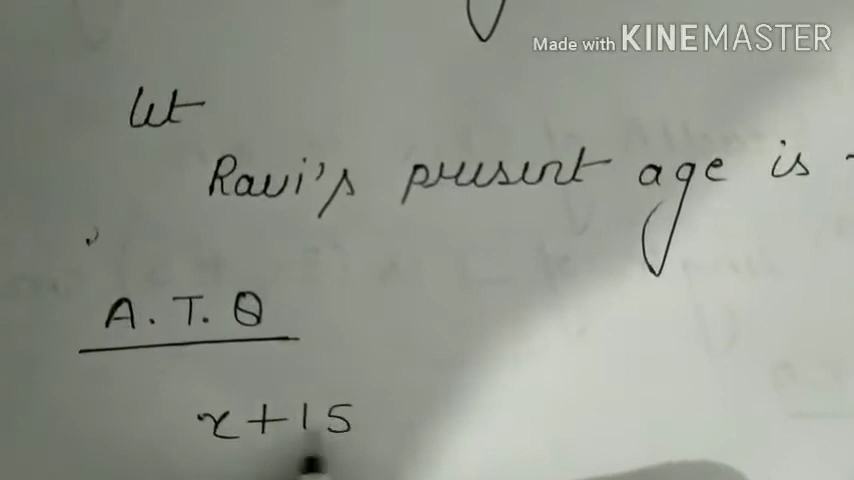 Made with KINEMASTER
let
Ravi's present age is
A.T.Q
x+15